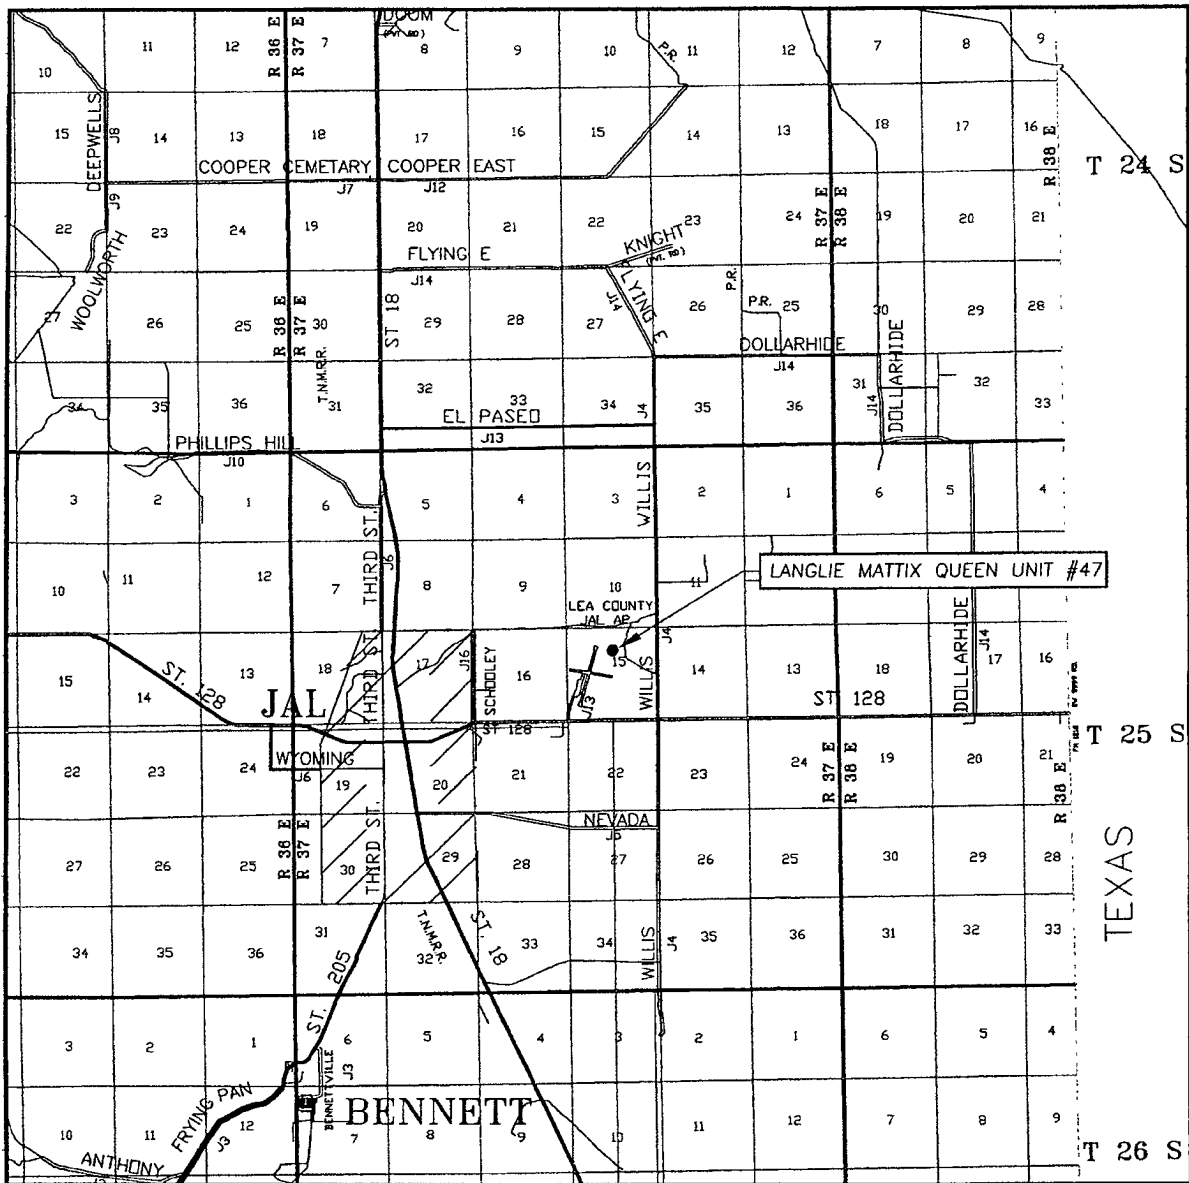 DOOM
(PVT. RD)
R 36 E
R 37 E
11
12
7
8
9
10
11
12
7
8
9
10
P.R.
DEEPWELLS
J8
15
14
13
18
17
16
15
14
13
18
17
16
R 38 E
T 24 S
COOPER CEMETARY
COOPER EAST
J7
J12
J9
22
23
24
19
20
21
22
23
24
R 37 E
R 38 E
19
20
21
WOOLWORTH
FLYING E
J14
KNIGHT
(PVT. RD)
FLYING E
J14
P.R.
P.R.
27
26
25
R 36 E
R 37 E
30
ST 18
29
28
27
26
25
30
29
28
T.N.M.R.R.
DOLLARHIDE
J14
DOLLARHIDE
J14
34
35
36
31
32
33
34
J4
35
36
31
32
33
EL PASEO
J13
PHILLIPS HILL
J10
3
2
1
6
5
4
3
WILLIS
2
1
6
5
4
THIRD ST.
J6
10
11
12
7
8
9
10
11
LANGLIE MATTIX QUEEN UNIT #47
LEA COUNTY
JAL AP.
J4
15
14
13
18
THIRD ST.
17
J16
SCHOOLEY
16
15
J13
WILLIS
14
13
18
DOLLARHIDE
J14
17
16
ST. 128
JAL
ST 128
ST 128
T 25 S
WYOMING
J6
22
23
24
19
20
21
22
23
24
R 37 E
R 38 E
19
20
21
R 38 E
NEVADA
J5
THIRD ST.
27
26
25
R 36 E
R 37 E
30
29
28
27
26
25
30
29
28
TEXAS
T.N.M.R.R.
ST. 18
34
35
36
31
32
33
34
WILLIS
J4
35
36
31
32
33
ST. 205
3
2
1
6
5
4
3
2
1
6
5
4
J3
BENNETTVILLE
FRYING PAN
J3
BENNETT
10
11
12
7
8
9
10
11
12
7
8
9
ANTHONY
T 26 S